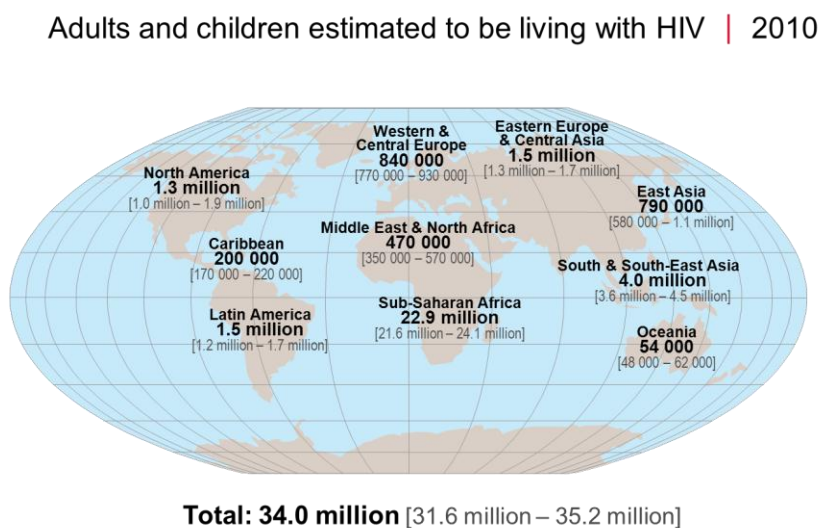 Adults and children estimated to be living with HIV | 2010
Western &
Central Europe
840 000
[770 000 – 930 000]
Eastern Europe
& Central Asia
1.5 million
[1.3 million – 1.7 million]
North America
1.3 million
[1.0 million – 1.9 million]
East Asia
790 000
[580 000 – 1.1 million]
Middle East & North Africa
470 000
[350 000 – 570 000]
Caribbean
200 000
[170 000 – 220 000]
South & South-East Asia
4.0 million
[3.6 million – 4.5 million]
Sub-Saharan Africa
22.9 million
[21.6 million – 24.1 million]
Latin America
1.5 million
[1.2 million – 1.7 million]
Oceania
54 000
[48 000 – 62 000]
Total: 34.0 million [31.6 million – 35.2 million]